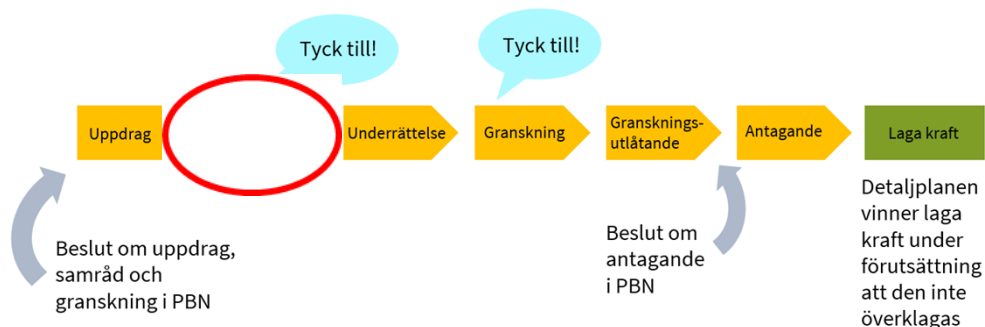 Tyck till!
Tyck till!
Uppdrag
Underrättelse
Granskning
Gransknings-
utlåtande
Antagande
Laga kraft
Beslut om uppdrag,
samråd och
granskning i PBN
Beslut om
antagande
i PBN
Detaljplanen
vinner laga
kraft under
förutsättning
att den inte
överklagas